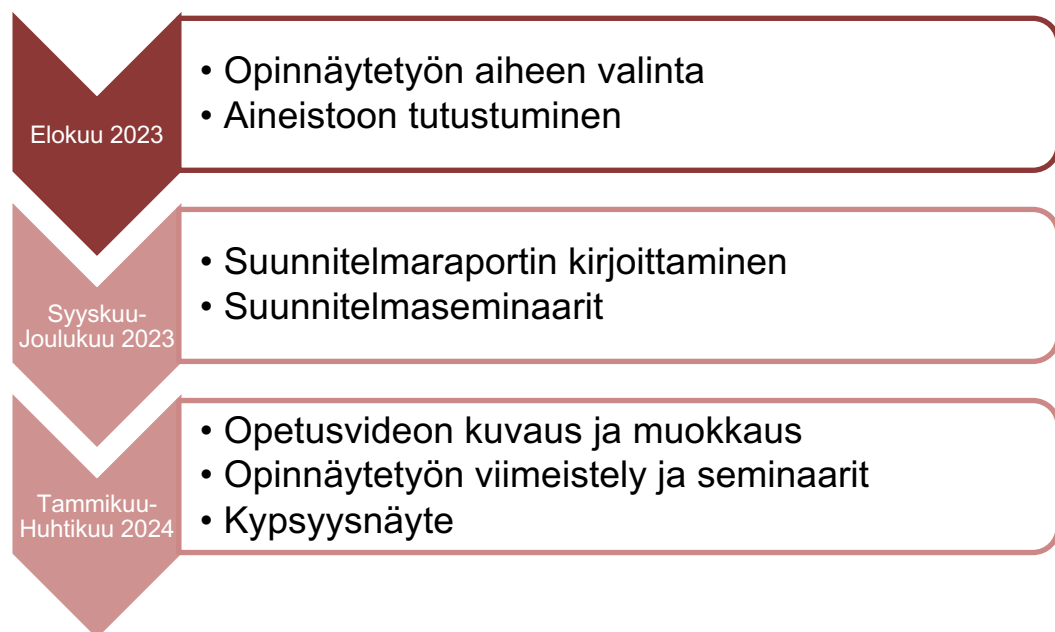 Elokuu 2023
• Opinnäytetyön aiheen valinta
• Aineistoon tutustuminen
Syyskuu-
Joulukuu 2023
• Suunnitelmaraportin kirjoittaminen
• Suunnitelmaseminaarit
Tammikuu-
Huhtikuu 2024
• Opetusvideon kuvaus ja muokkaus
• Opinnäytetyön viimeistely ja seminaarit
• Kypsyysnäyte